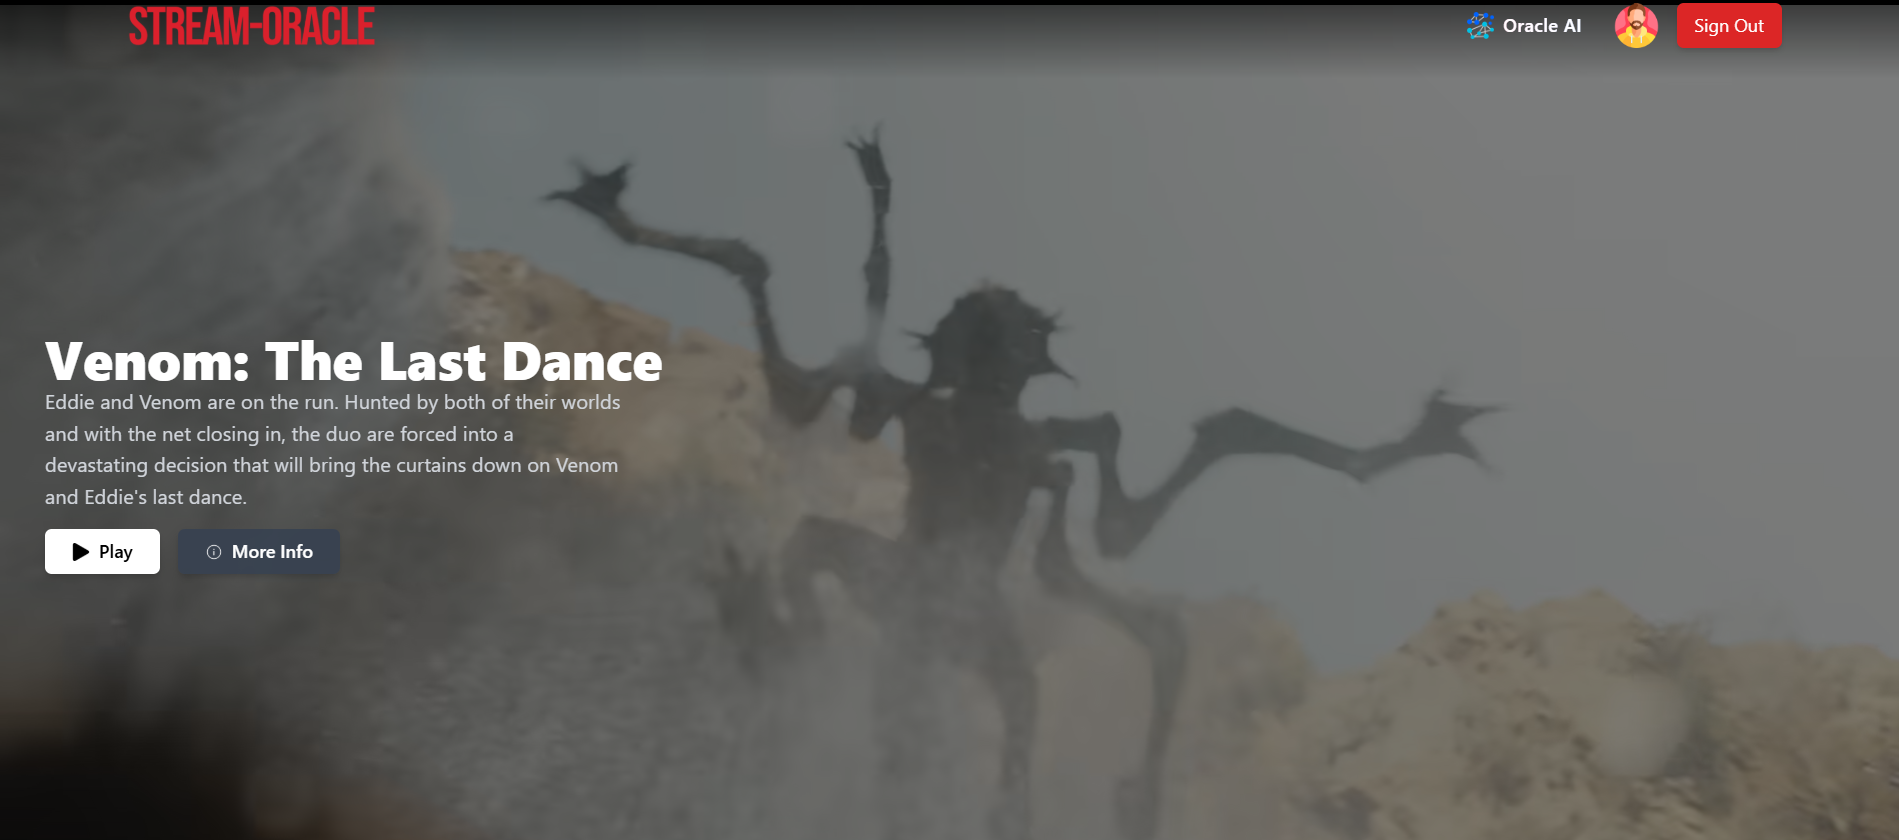 STREAM-ORACLE
Oracle AI
Sign Out
Venom: The Last Dance
Eddie and Venom are on the run. Hunted by both of their worlds
and with the net closing in, the duo are forced into a
devastating decision that will bring the curtains down on Venom
and Eddie's last dance.
Play
More Info